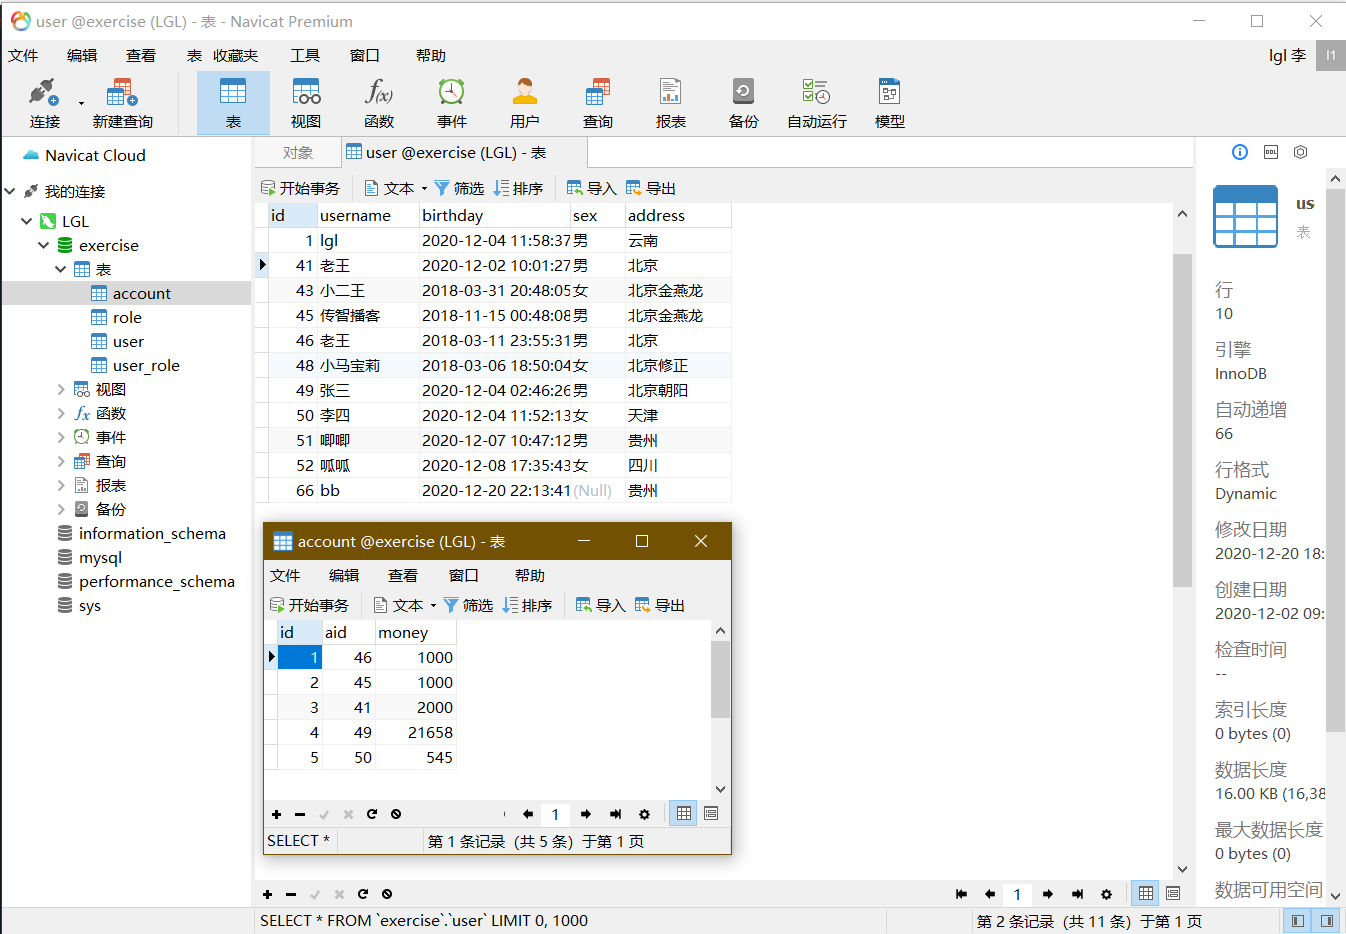 user @exercise (LGL) - 表 - Navicat Premium
文件 编辑 查看 表 收藏夹 工具 窗口 帮助 lgl 李 l1
连接 新建查询 表 视图 函数 事件 用户 查询 报表 备份 自动运行 模型
Navicat Cloud
我的连接
LGL
exercise
表
account
role
user
user_role
视图
函数
事件
查询
报表
备份
information_schema
mysql
performance_schema
sys
对象 user @exercise (LGL) - 表
开始事务 文本 筛选 排序 导入 导出
id username birthday sex address
1 lgl 2020-12-04 11:58:37 男 云南
41 老王 2020-12-02 10:01:27 男 北京
43 小二王 2018-03-31 20:48:05 女 北京金燕龙
45 传智播客 2018-11-15 00:48:08 男 北京金燕龙
46 老王 2018-03-11 23:55:31 男 北京
48 小马宝莉 2018-03-06 18:50:04 女 北京修正
49 张三 2020-12-04 02:46:26 男 北京朝阳
50 李四 2020-12-04 11:52:13 女 天津
51 唧唧 2020-12-07 10:47:12 男 贵州
52 呱呱 2020-12-08 17:35:43 女 四川
66 bb 2020-12-20 22:13:41 (Null) 贵州
account @exercise (LGL) - 表
文件 编辑 查看 窗口 帮助
开始事务 文本 筛选 排序 导入 导出
id aid money
1 46 1000
2 45 1000
3 41 2000
4 49 21658
5 50 545
1
SELECT * 第 1 条记录 (共 5 条) 于第 1 页
1
SELECT * FROM `exercise`.`user` LIMIT 0, 1000 第 2 条记录 (共 11 条) 于第 1 页
DDL
us
表
行
10
引擎
InnoDB
自动递增
66
行格式
Dynamic
修改日期
2020-12-20 18:
创建日期
2020-12-02 09:
检查时间
--
索引长度
0 bytes (0)
数据长度
16.00 KB (16,38
最大数据长度
0 bytes (0)
数据可用空间